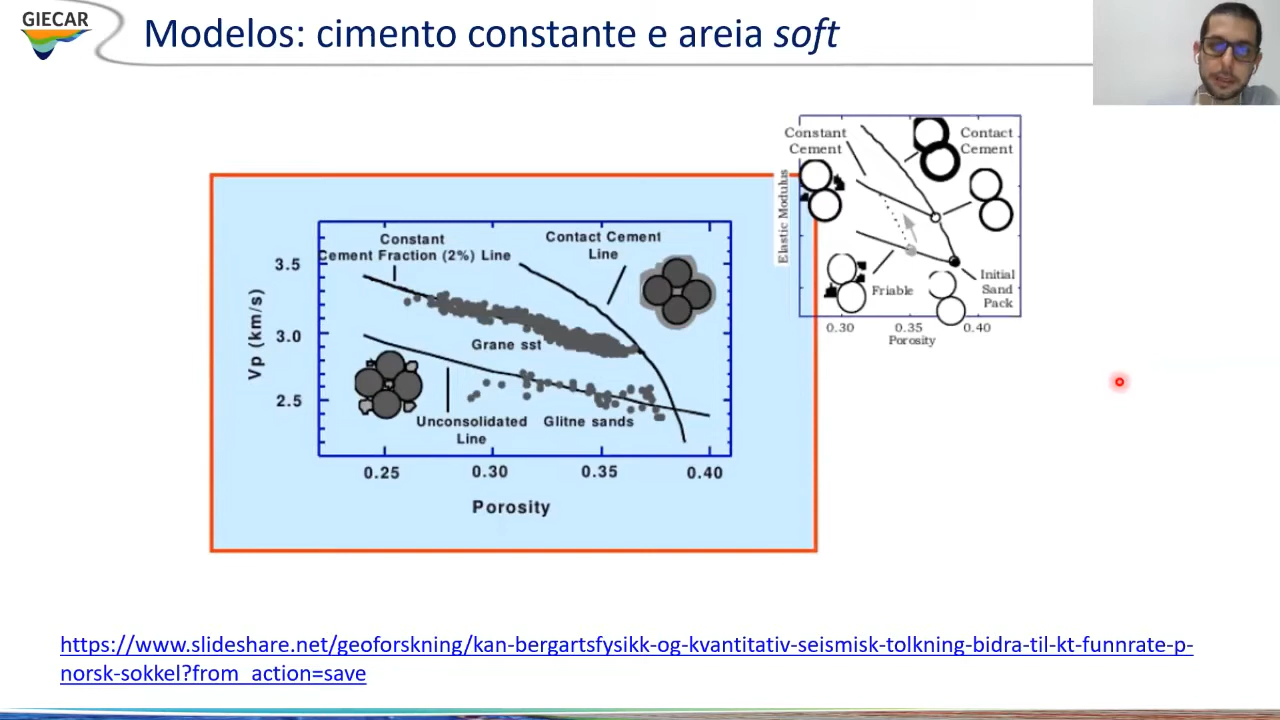 GIECAR
Modelos: cimento constante e areia soft
Constant
Cement Fraction (2%) Line
Contact Cement
Line
3.5
3.0
2.5
Vp (km/s)
Grane sst
Unconsolidated
Line
Glitne sands
0.25
0.30
0.35
0.40
Porosity
Constant
Cement
Contact
Cement
Elastic Modulus
Friable
Initial
Sand
Pack
0.30
0.35
0.40
Porosity
https://www.slideshare.net/geoforskning/kan-bergartsfysikk-og-kvantitativ-seismisk-tolkning-bidra-til-kt-funnrate-p-
norsk-sokkel?from_action=save